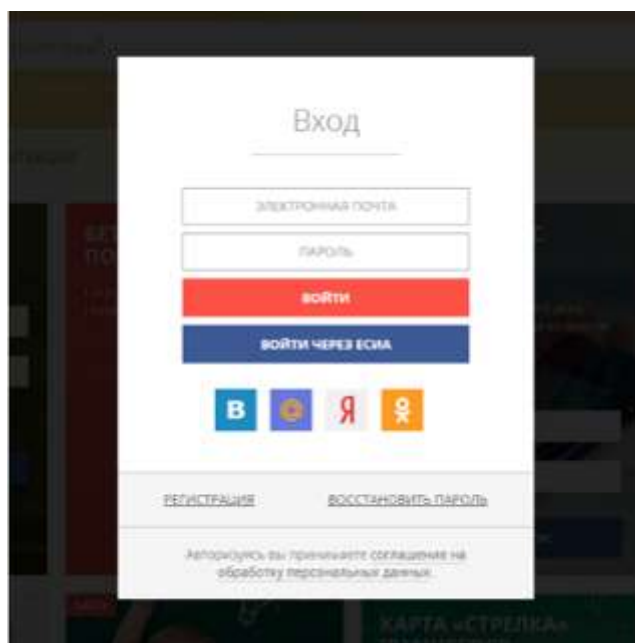 Вход
ЭЛЕКТРОННАЯ ПОЧТА
ПАРОЛЬ
ВОЙТИ
ВОЙТИ ЧЕРЕЗ ЕСИА
В
Я
РЕГИСТРАЦИЯ ВОССТАНОВИТЬ ПАРОЛЬ
Авторизуясь вы принимаете соглашение на
обработку персональных данных.
КАРТА «СТРЕЛКА»